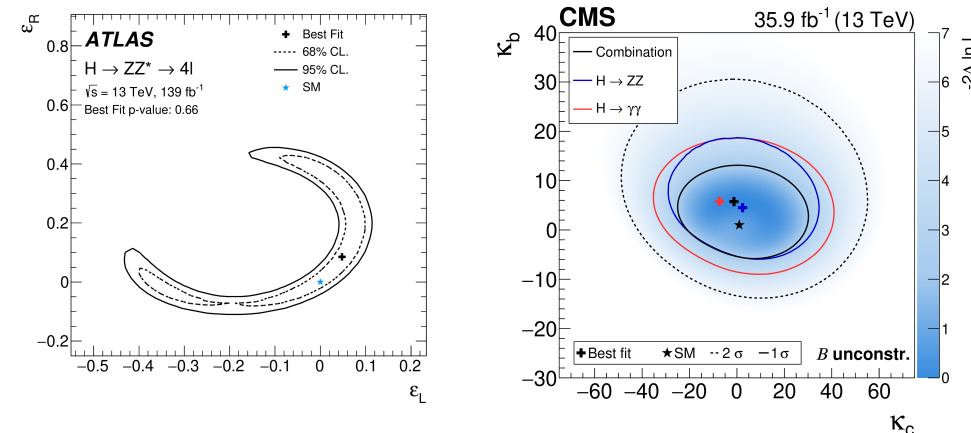 ε_R
ATLAS
H → ZZ* → 4l
√s = 13 TeV, 139 fb⁻¹
Best Fit p-value: 0.66
Best Fit
68% CL.
95% CL.
SM
0.8
0.6
0.4
0.2
0
−0.2
−0.5 −0.4 −0.3 −0.2 −0.1 0 0.1 0.2
ε_L
CMS
35.9 fb⁻¹ (13 TeV)
κ_b
Combination
H → ZZ
H → γγ
40
30
20
10
0
−10
−20
−30
Best fit SM 2 σ 1 σ
B unconstr.
−60 −40 −20 0 20 40 60
κ_c
7
6
5
4
3
2
1
0